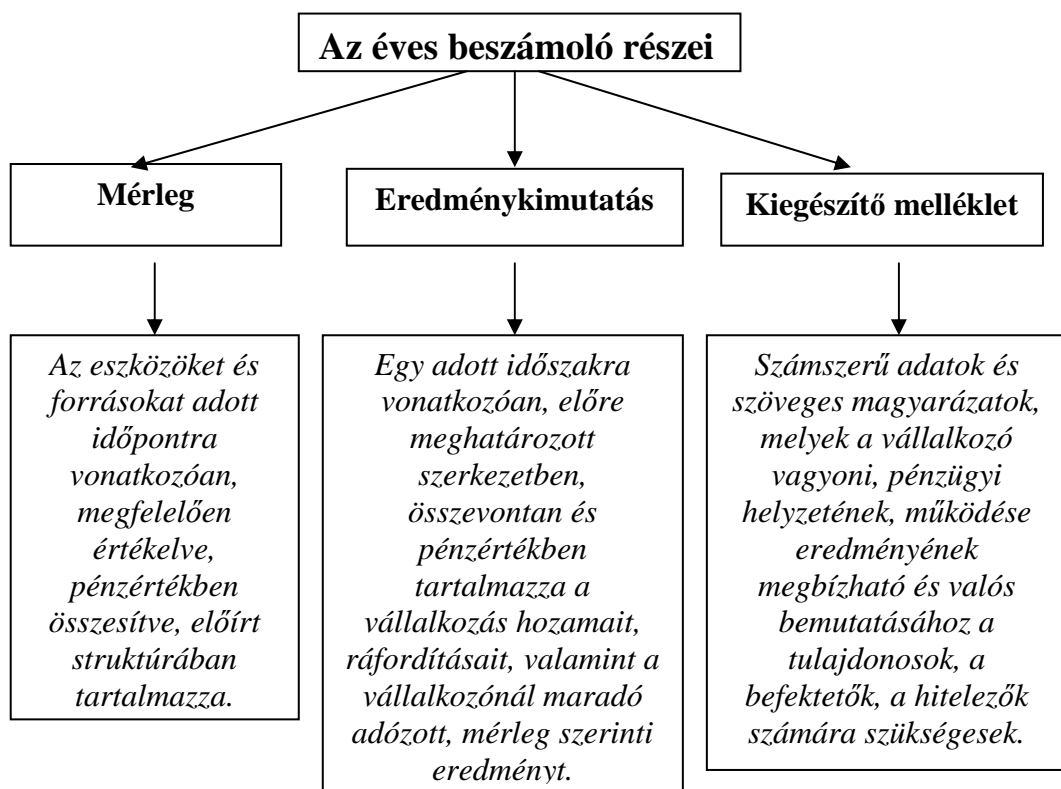 Az éves beszámoló részei
Mérleg
Eredménykimutatás
Kiegészítő melléklet
Az eszközöket és
forrásokat adott
időpontra
vonatkozóan,
megfelelően
értékelve,
pénzértékben
összesítve, előírt
struktúrában
tartalmazza.
Egy adott időszakra
vonatkozóan, előre
meghatározott
szerkezetben,
összevontan és
pénzértékben
tartalmazza a
vállalkozás hozamait,
ráfordításait, valamint a
vállalkozónál maradó
adózott, mérleg szerinti
eredményt.
Számszerű adatok és
szöveges magyarázatok,
melyek a vállalkozó
vagyoni, pénzügyi
helyzetének, működése
eredményének
megbízható és valós
bemutatásához a
tulajdonosok, a
befektetők, a hitelezők
számára szükségesek.